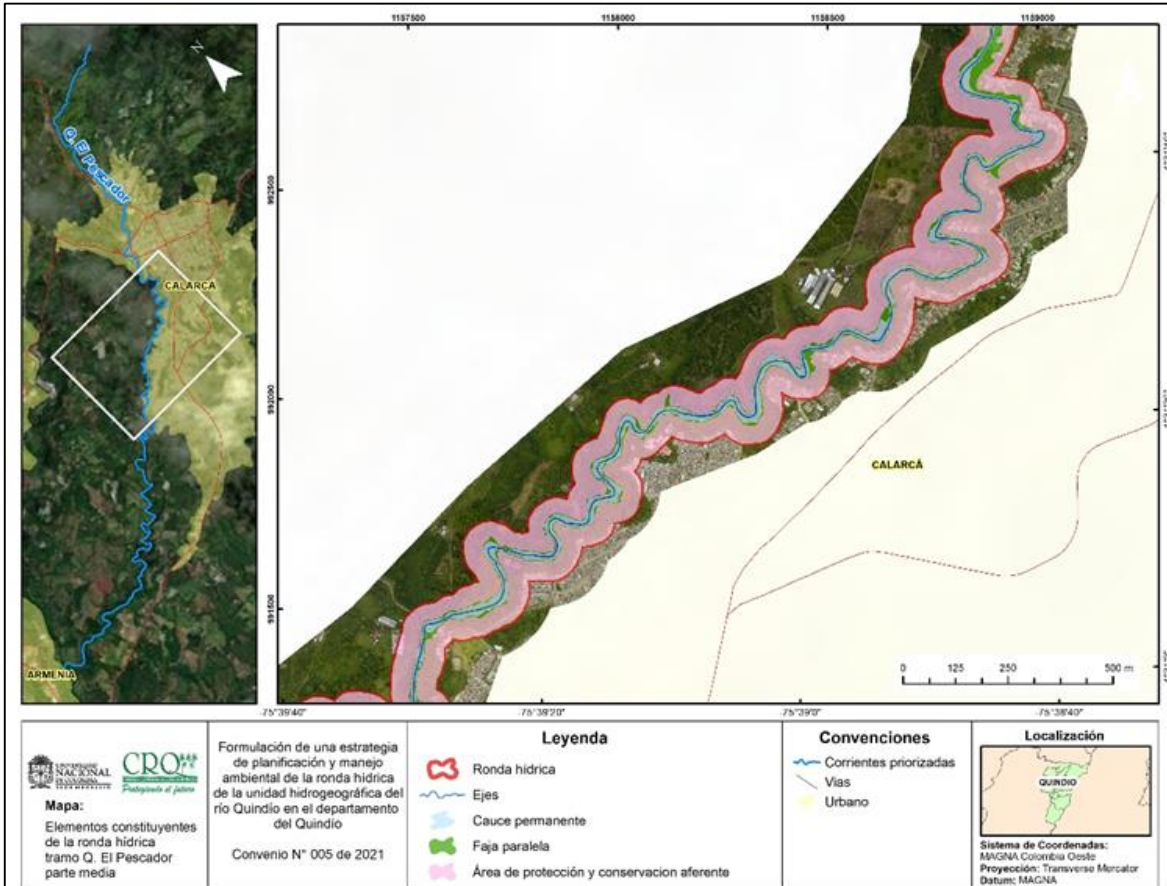 1157500 1158000 1158500 1159000
N
Q. El Pescador
CALARCÁ
ARMENIA
992500
992000
991500
CALARCÁ
0 125 250 500 m
-75°39'40" -75°39'20" -75°39'0" -75°38'40"
UNIVERSIDAD
NACIONAL
DE COLOMBIA
SEDE MEDELLÍN
CRQ
Protegiendo el futuro
Mapa:
Elementos constituyentes
de la ronda hídrica
tramo Q. El Pescador
parte media
Formulación de una estrategia
de planificación y manejo
ambiental de la ronda hídrica
de la unidad hidrogeográfica del
río Quindío en el departamento
del Quindío
Convenio N° 005 de 2021
Leyenda
Ronda hídrica
Ejes
Cauce permanente
Faja paralela
Área de protección y conservacion aferente
Convenciones
Corrientes priorizadas
Vias
Urbano
Localización
QUINDIO
Sistema de Coordenadas:
MAGNA Colombia Oeste
Proyección: Transverse Mercator
Datum: MAGNA